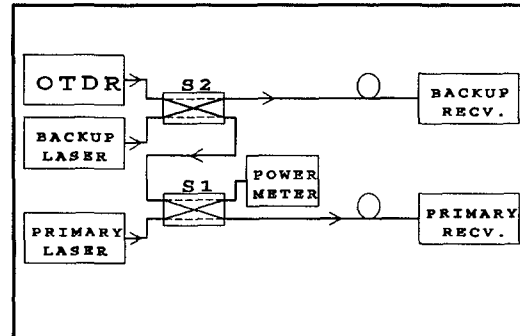 OTDR
S2
BACKUP
LASER
BACKUP
RECV.
S1
POWER
METER
PRIMARY
LASER
PRIMARY
RECV.